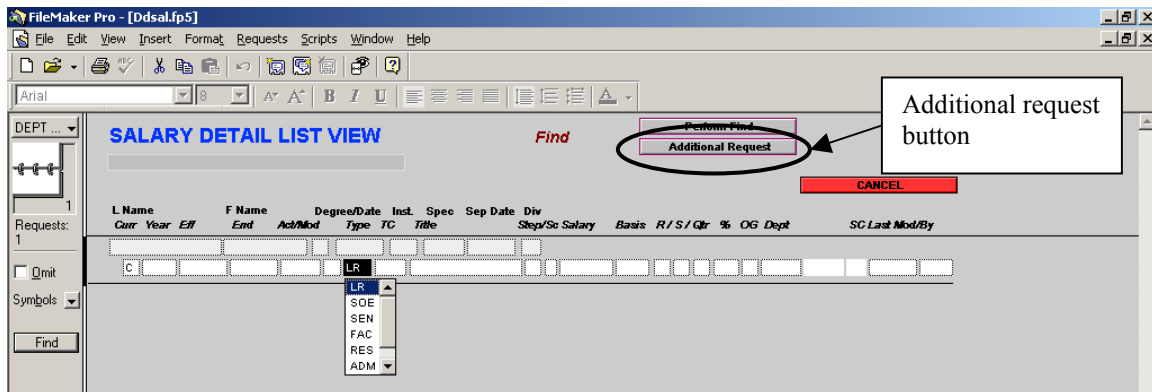 FileMaker Pro - [Ddsal.fp5]
File Edit View Insert Format Requests Scripts Window Help
Arial 8 B I U A
DEPT ...
SALARY DETAIL LIST VIEW
Find
Perform Find
Additional Request
Additional request
button
CANCEL
1
Requests:
1
Omit
Symbols
Find
L Name F Name Degree/Date Inst. Spec Sep Date Div
Curr Year Eff End Act/Mod Type TC Title Step/Sc Salary Basis R / S / Qtr % OG Dept SC Last Mod/By
C LR
LR
SOE
SEN
FAC
RES
ADM